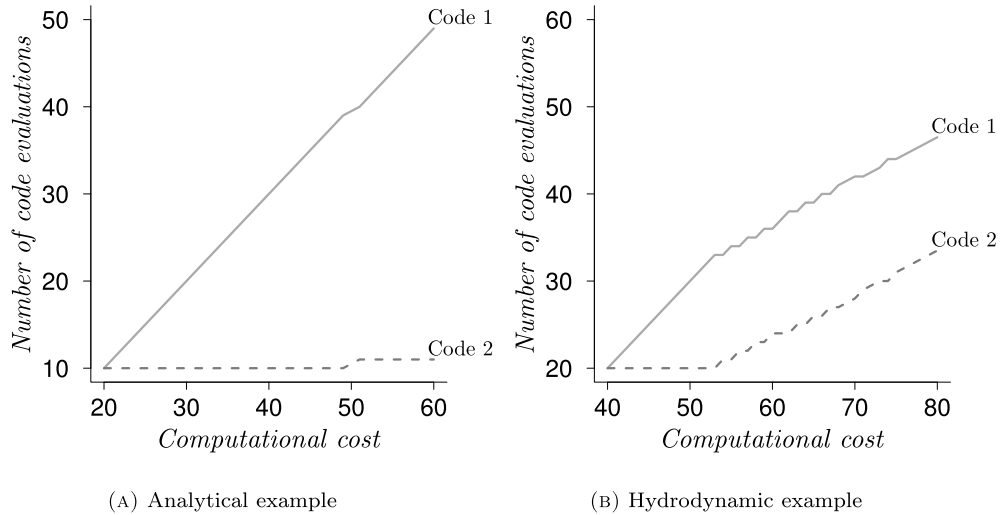 Number of code evaluations
50
40
30
20
10
Code 1
Code 2
20 30 40 50 60
Computational cost
(A) Analytical example
Number of code evaluations
60
50
40
30
20
Code 1
Code 2
40 50 60 70 80
Computational cost
(B) Hydrodynamic example